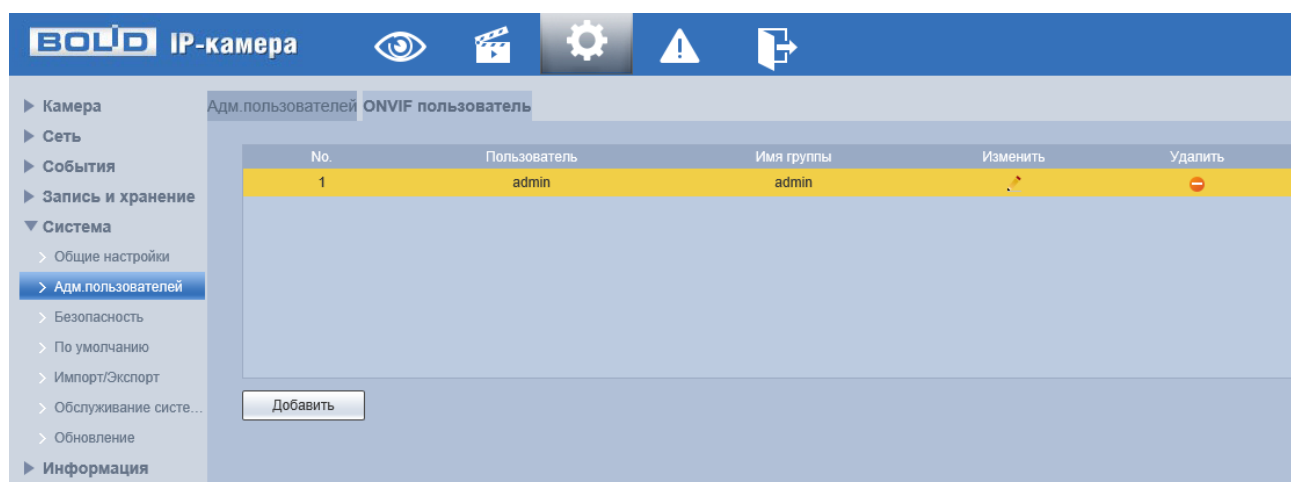 BOLID IP-камера
Камера
Адм.пользователей ONVIF пользователь
Сеть
События
No. Пользователь Имя группы Изменить Удалить
1 admin admin
Запись и хранение
Система
Общие настройки
Адм.пользователей
Безопасность
По умолчанию
Импорт/Экспорт
Обслуживание систе...
Добавить
Обновление
Информация